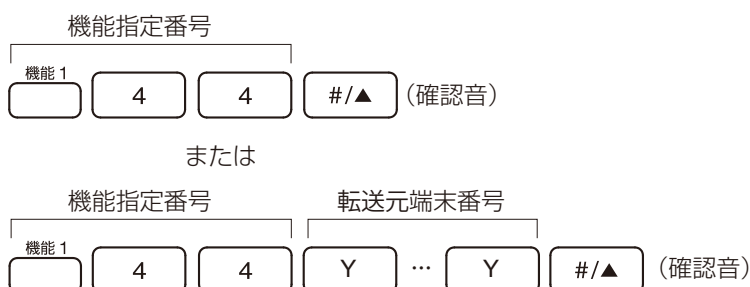 機能指定番号
機能1
4 4 #/▲ (確認音)
または
機能指定番号 転送元端末番号
機能1
4 4 Y … Y #/▲ (確認音)